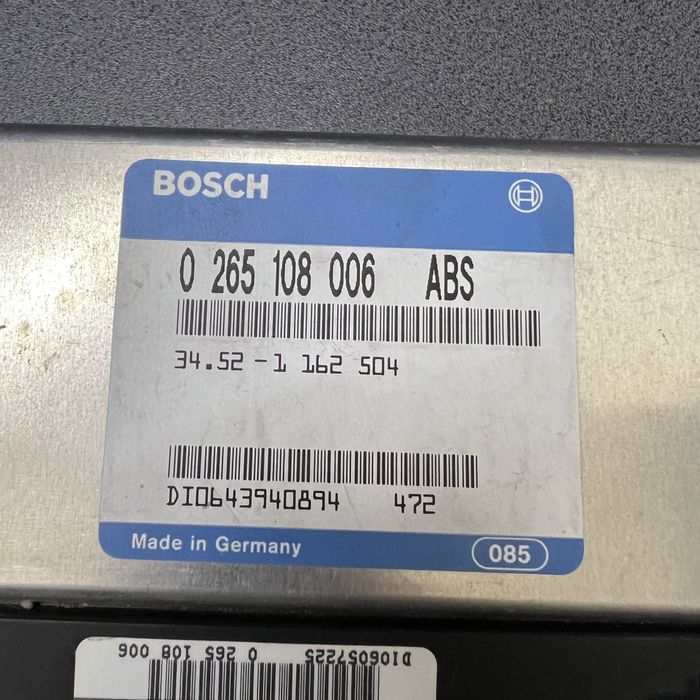 BOSCH
0 265 108 006 ABS
34.52-1 162 504
DI0643940894 472
Made in Germany 085
DI06057225 0 265 108 006